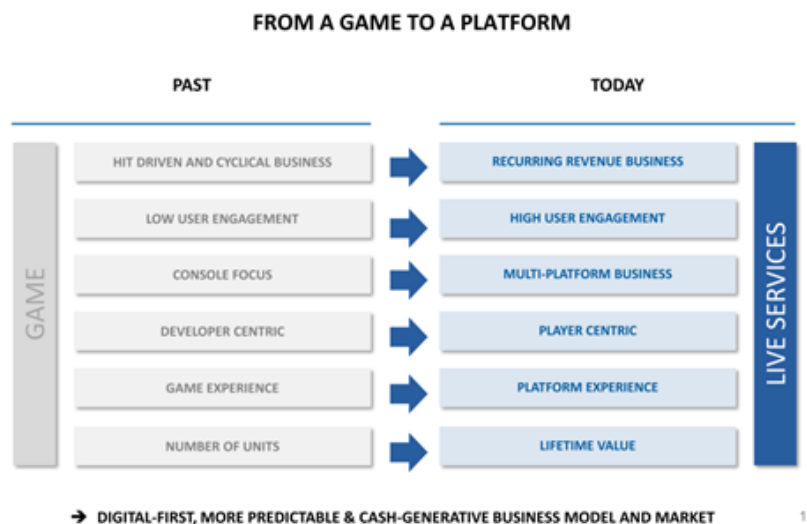 FROM A GAME TO A PLATFORM
PAST
TODAY
GAME
HIT DRIVEN AND CYCLICAL BUSINESS
RECURRING REVENUE BUSINESS
LOW USER ENGAGEMENT
HIGH USER ENGAGEMENT
CONSOLE FOCUS
MULTI-PLATFORM BUSINESS
DEVELOPER CENTRIC
PLAYER CENTRIC
GAME EXPERIENCE
PLATFORM EXPERIENCE
NUMBER OF UNITS
LIFETIME VALUE
LIVE SERVICES
➔ DIGITAL-FIRST, MORE PREDICTABLE & CASH-GENERATIVE BUSINESS MODEL AND MARKET
1